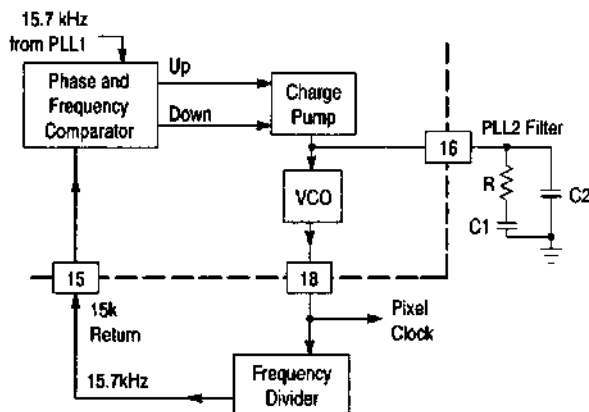 15.7 kHz
from PLL1
Phase and
Frequency
Comparator
Up
Down
Charge
Pump
16
PLL2 Filter
R
C1
C2
VCO
15
18
15k
Return
Pixel
Clock
15.7kHz
Frequency
Divider